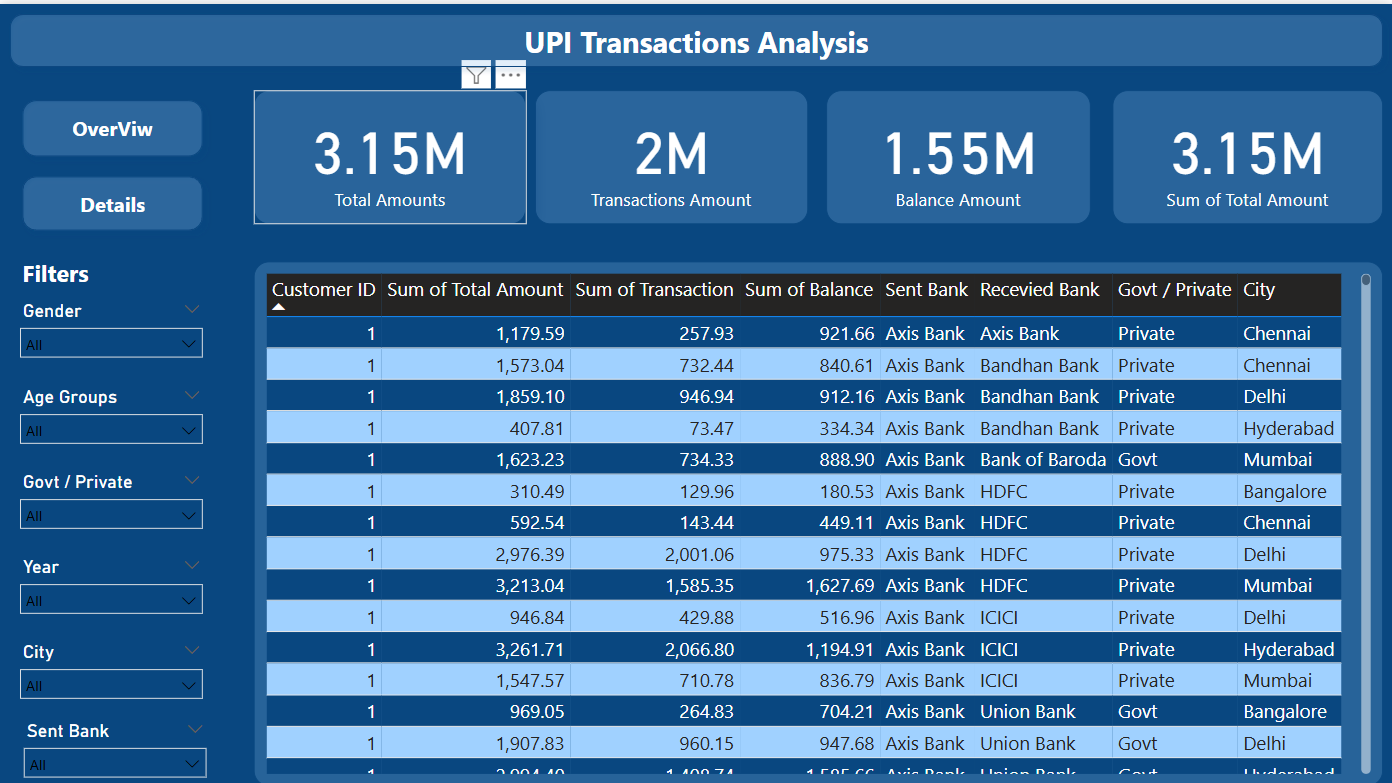 UPI Transactions Analysis
OverViw
Details
3.15M
Total Amounts
2M
Transactions Amount
1.55M
Balance Amount
3.15M
Sum of Total Amount
Filters
Gender
All
Age Groups
All
Govt / Private
All
Year
All
City
All
Sent Bank
All
Customer ID Sum of Total Amount Sum of Transaction Sum of Balance Sent Bank Recevied Bank Govt / Private City
1 1,179.59 257.93 921.66 Axis Bank Axis Bank Private Chennai
1 1,573.04 732.44 840.61 Axis Bank Bandhan Bank Private Chennai
1 1,859.10 946.94 912.16 Axis Bank Bandhan Bank Private Delhi
1 407.81 73.47 334.34 Axis Bank Bandhan Bank Private Hyderabad
1 1,623.23 734.33 888.90 Axis Bank Bank of Baroda Govt Mumbai
1 310.49 129.96 180.53 Axis Bank HDFC Private Bangalore
1 592.54 143.44 449.11 Axis Bank HDFC Private Chennai
1 2,976.39 2,001.06 975.33 Axis Bank HDFC Private Delhi
1 3,213.04 1,585.35 1,627.69 Axis Bank HDFC Private Mumbai
1 946.84 429.88 516.96 Axis Bank ICICI Private Delhi
1 3,261.71 2,066.80 1,194.91 Axis Bank ICICI Private Hyderabad
1 1,547.57 710.78 836.79 Axis Bank ICICI Private Mumbai
1 969.05 264.83 704.21 Axis Bank Union Bank Govt Bangalore
1 1,907.83 960.15 947.68 Axis Bank Union Bank Govt Delhi
1 Axis Bank Union Bank Govt Hyderabad